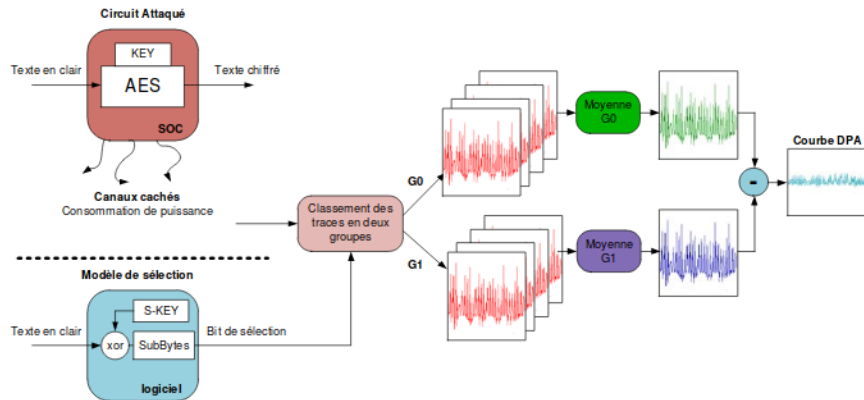 Circuit Attaqué
KEY
Texte en clair
AES
Texte chiffré
SOC
Canaux cachés
Consommation de puissance
Classement des
traces en deux
groupes
G0
G1
Moyenne
G0
Moyenne
G1
Courbe DPA
-
Modèle de sélection
S-KEY
Texte en clair
xor
SubBytes
Bit de sélection
logiciel